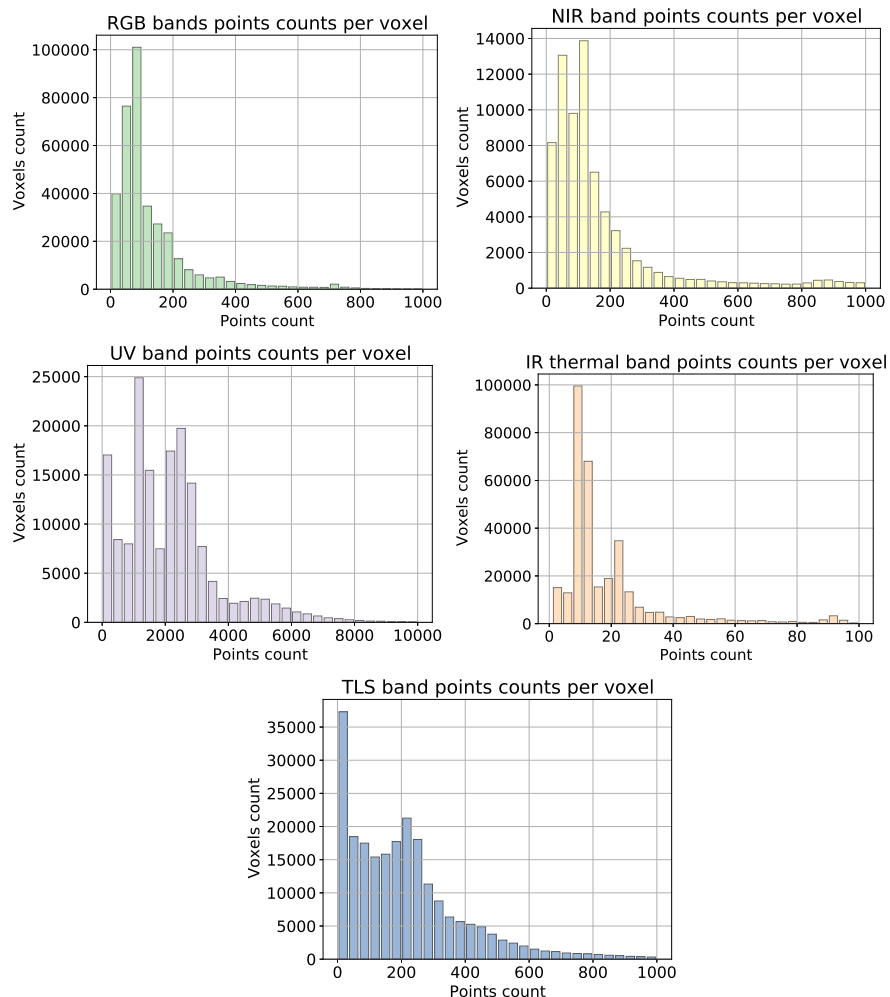 RGB bands points counts per voxel
100000
80000
60000
40000
20000
0
Voxels count
0 200 400 600 800 1000
Points count
NIR band points counts per voxel
14000
12000
10000
8000
6000
4000
2000
0
Voxels count
0 200 400 600 800 1000
Points count
UV band points counts per voxel
25000
20000
15000
10000
5000
0
Voxels count
0 2000 4000 6000 8000 10000
Points count
IR thermal band points counts per voxel
100000
80000
60000
40000
20000
0
Voxels count
0 20 40 60 80 100
Points count
TLS band points counts per voxel
35000
30000
25000
20000
15000
10000
5000
0
Voxels count
0 200 400 600 800 1000
Points count